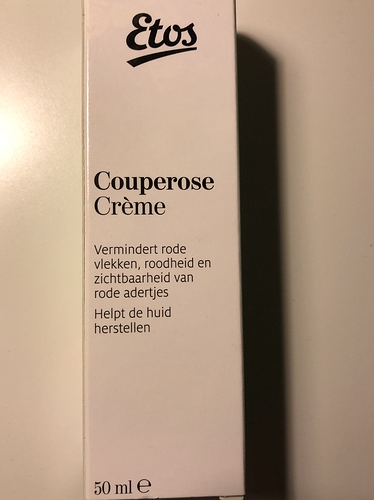 Etos
Couperose
Crème
Vermindert rode
vlekken, roodheid en
zichtbaarheid van
rode adertjes
Helpt de huid
herstellen
50 ml ℮